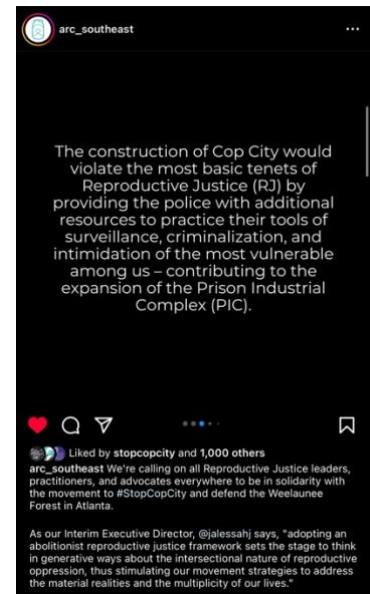 arc_southeast
The construction of Cop City would
violate the most basic tenets of
Reproductive Justice (RJ) by
providing the police with additional
resources to practice their tools of
surveillance, criminalization, and
intimidation of the most vulnerable
among us – contributing to the
expansion of the Prison Industrial
Complex (PIC).
Liked by stopcopcity and 1,000 others
arc_southeast We're calling on all Reproductive Justice leaders,
practitioners, and advocates everywhere to be in solidarity with
the movement to #StopCopCity and defend the Weelaunee
Forest in Atlanta.
As our Interim Executive Director, @jalessahj says, "adopting an
abolitionist reproductive justice framework sets the stage to think
in generative ways about the intersectional nature of reproductive
oppression, thus stimulating our movement strategies to address
the material realities and the multiplicity of our lives."